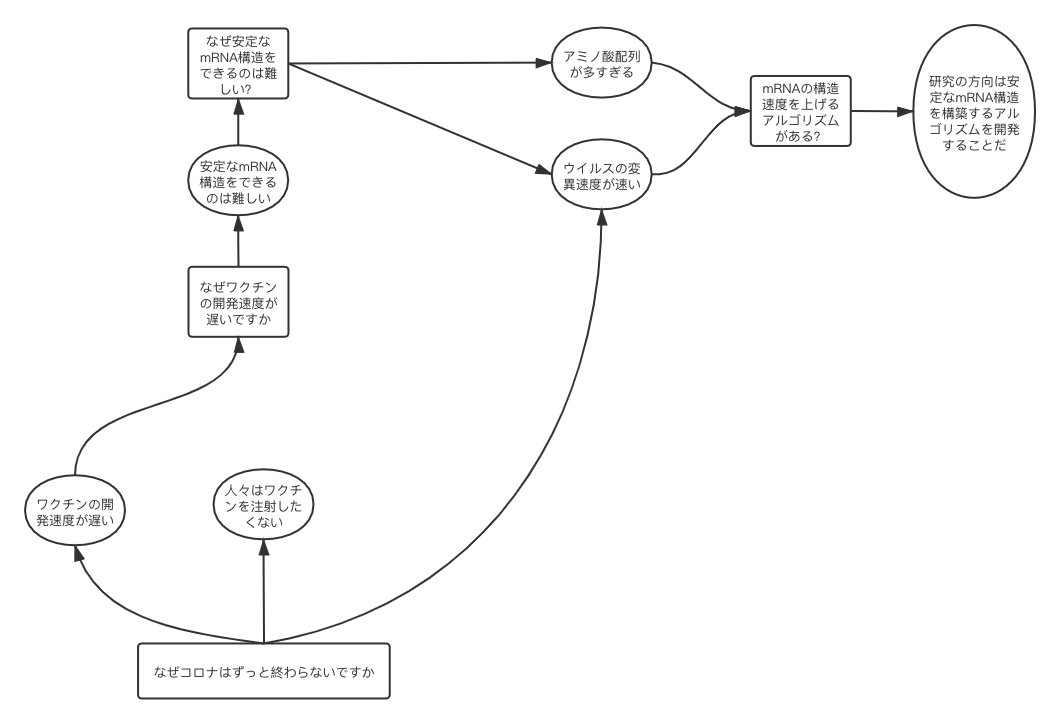 なぜ安定な
mRNA構造を
できるのは難
しい?
アミノ酸配列
が多すぎる
mRNAの構造
速度を上げる
アルゴリズム
がある?
研究の方向は安
定なmRNA構造
を構築するアル
ゴリズムを開発
することだ
安定なmRNA
構造をできる
のは難しい
ウイルスの変
異速度が速い
なぜワクチン
の開発速度が
遅いですか
ワクチンの開
発速度が遅い
人々はワクチ
ンを注射した
くない
なぜコロナはずっと終わらないですか